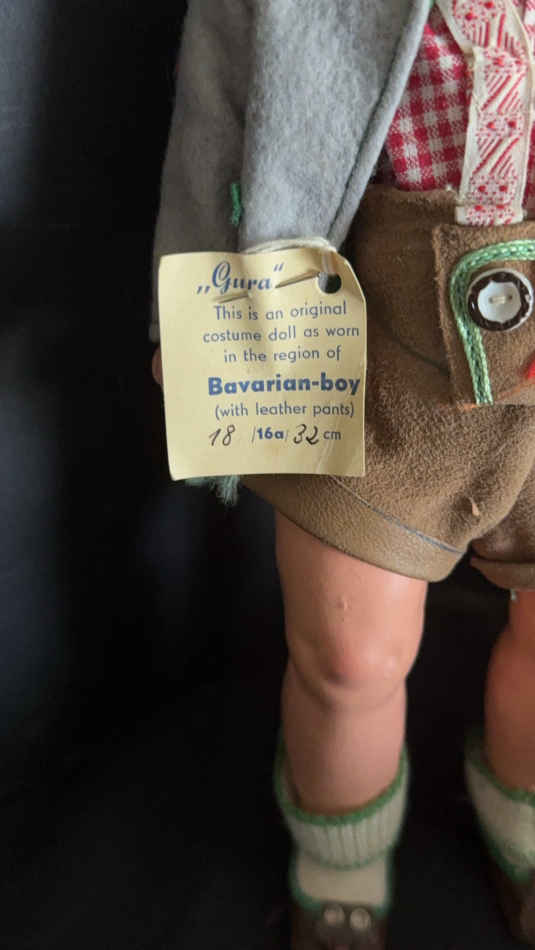 „Gura“
This is an original
costume doll as worn
in the region of
Bavarian-boy
(with leather pants)
18 /16a/ 32 cm